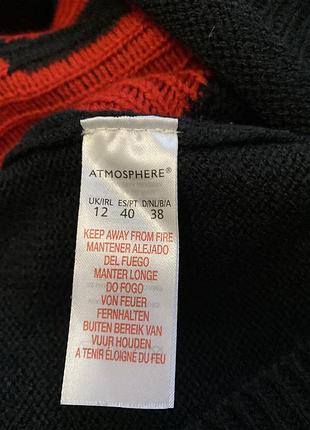 ATMOSPHERE®
UK/IRL ES/PT D/NL/B/A
12 40 38
KEEP AWAY FROM FIRE
MANTENER ALEJADO
DEL FUEGO
MANTER LONGE
DO FOGO
VON FEUER
FERNHALTEN
BUITEN BEREIK VAN
VUUR HOUDEN
A TENIR ÉLOIGNÉ DU FEU